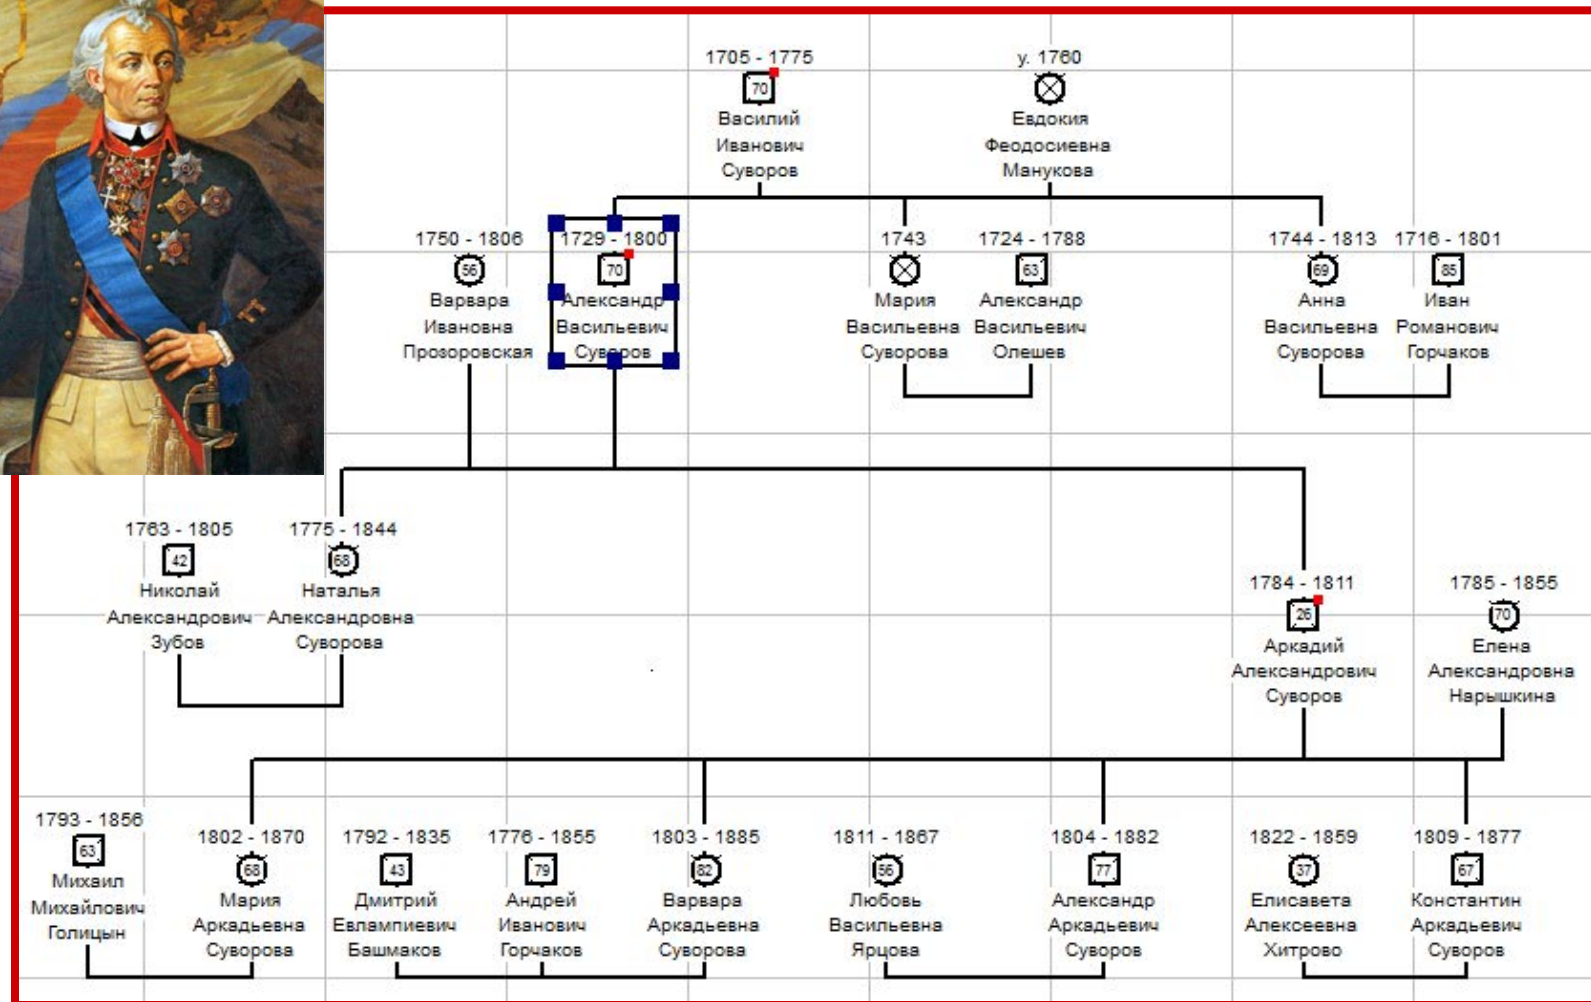 1705 - 1775
70
Василий
Иванович
Суворов
у. 1760
Евдокия
Феодосиевна
Манукова
1750 - 1806
56
Варвара
Ивановна
Прозоровская
1729 - 1800
70
Александр
Васильевич
Суворов
1743
Мария
Васильевна
Суворова
1724 - 1788
63
Александр
Васильевич
Олешев
1744 - 1813
69
Анна
Васильевна
Суворова
1716 - 1801
85
Иван
Романович
Горчаков
1763 - 1805
42
Николай
Александрович
Зубов
1775 - 1844
68
Наталья
Александровна
Суворова
1784 - 1811
26
Аркадий
Александрович
Суворов
1785 - 1855
70
Елена
Александровна
Нарышкина
1793 - 1856
63
Михаил
Михайлович
Голицын
1802 - 1870
68
Мария
Аркадьевна
Суворова
1792 - 1835
43
Дмитрий
Евлампиевич
Башмаков
1776 - 1855
79
Андрей
Иванович
Горчаков
1803 - 1885
82
Варвара
Аркадьевна
Суворова
1811 - 1867
56
Любовь
Васильевна
Ярцова
1804 - 1882
77
Александр
Аркадьевич
Суворов
1822 - 1859
37
Елисавета
Алексеевна
Хитрово
1809 - 1877
67
Константин
Аркадьевич
Суворов